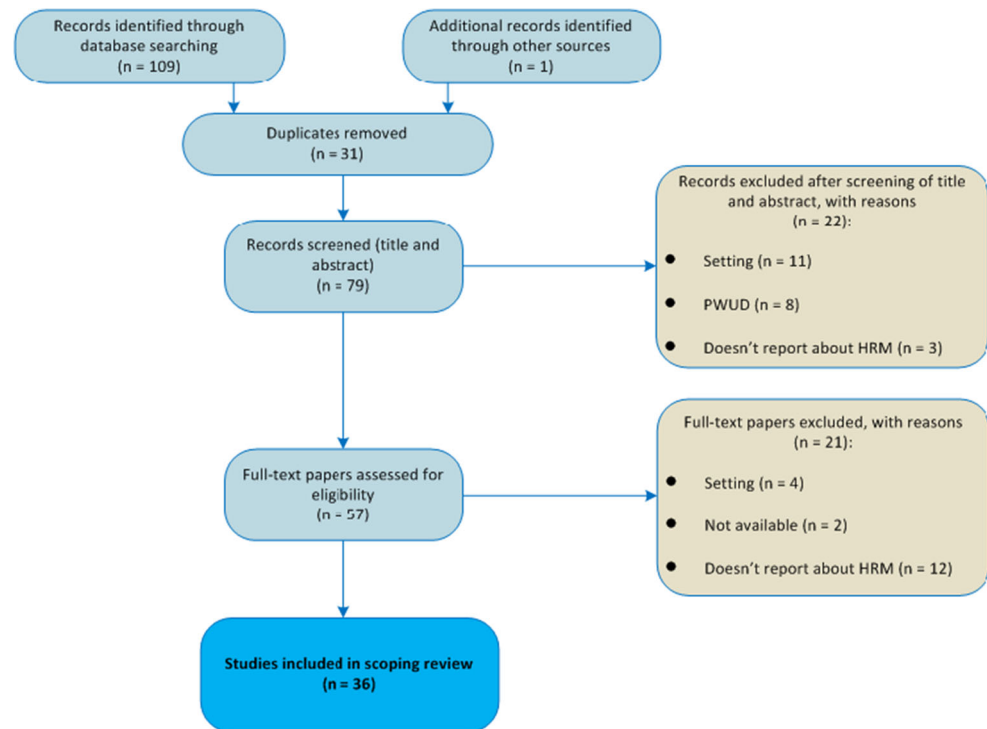 Records identified through
database searching
(n = 109)
Additional records identified
through other sources
(n = 1)
Duplicates removed
(n = 31)
Records screened (title and
abstract)
(n = 79)
Records excluded after screening of title
and abstract, with reasons
(n = 22):
● Setting (n = 11)
● PWUD (n = 8)
● Doesn't report about HRM (n = 3)
Full-text papers assessed for
eligibility
(n = 57)
Full-text papers excluded, with reasons
(n = 21):
● Setting (n = 4)
● Not available (n = 2)
● Doesn't report about HRM (n = 12)
Studies included in scoping review
(n = 36)